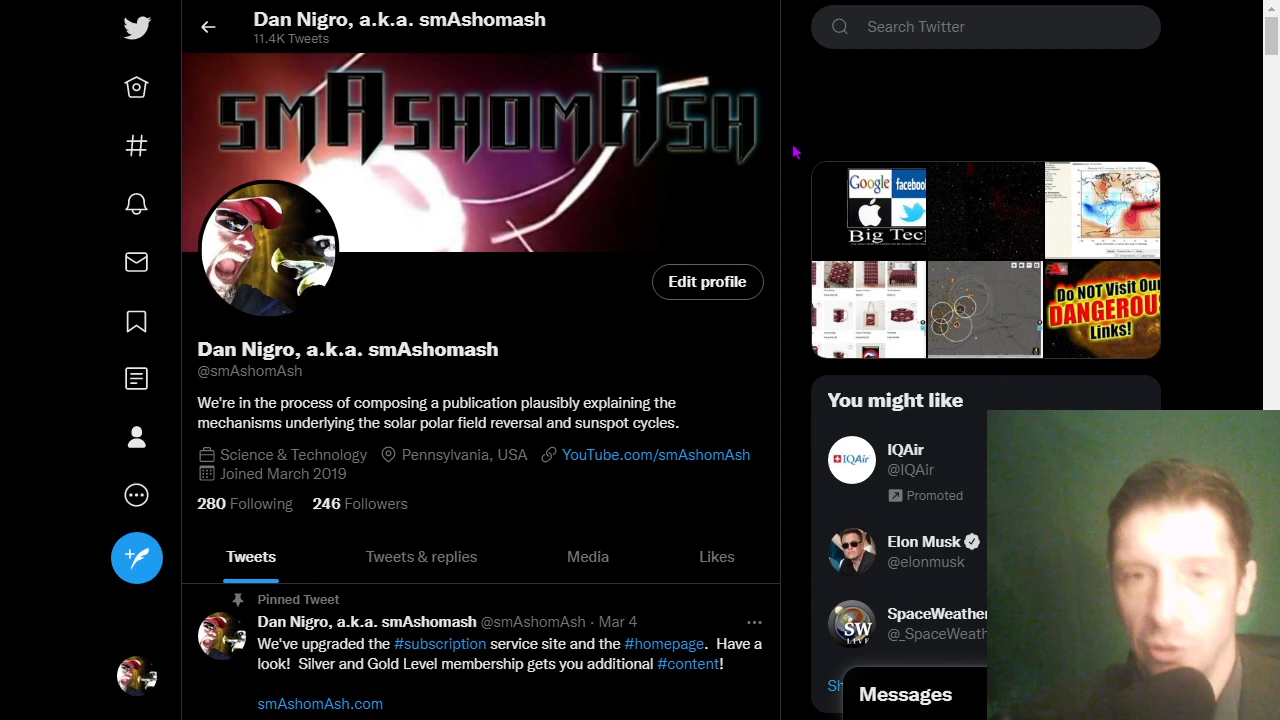 Dan Nigro, a.k.a. smAshomash
11.4K Tweets
Search Twitter
smAshomAsh
Google
facebook
Big Tec
Do NOT Visit Our
DANGEROUS
Links!
Edit profile
Dan Nigro, a.k.a. smAshomash
@smAshomAsh
We're in the process of composing a publication plausibly explaining the
mechanisms underlying the solar polar field reversal and sunspot cycles.
Science & Technology
Pennsylvania, USA
YouTube.com/smAshomAsh
Joined March 2019
280 Following
246 Followers
Tweets
Tweets & replies
Media
Likes
Pinned Tweet
Dan Nigro, a.k.a. smAshomash @smAshomAsh · Mar 4
We've upgraded the #subscription service site and the #homepage. Have a
look! Silver and Gold Level membership gets you additional #content!
smAshomAsh.com
You might like
IQAir
IQAir
@IQAir
Promoted
Elon Musk
@elonmusk
SW
LIVE
SpaceWeather
@_SpaceWeath
Sh
Messages